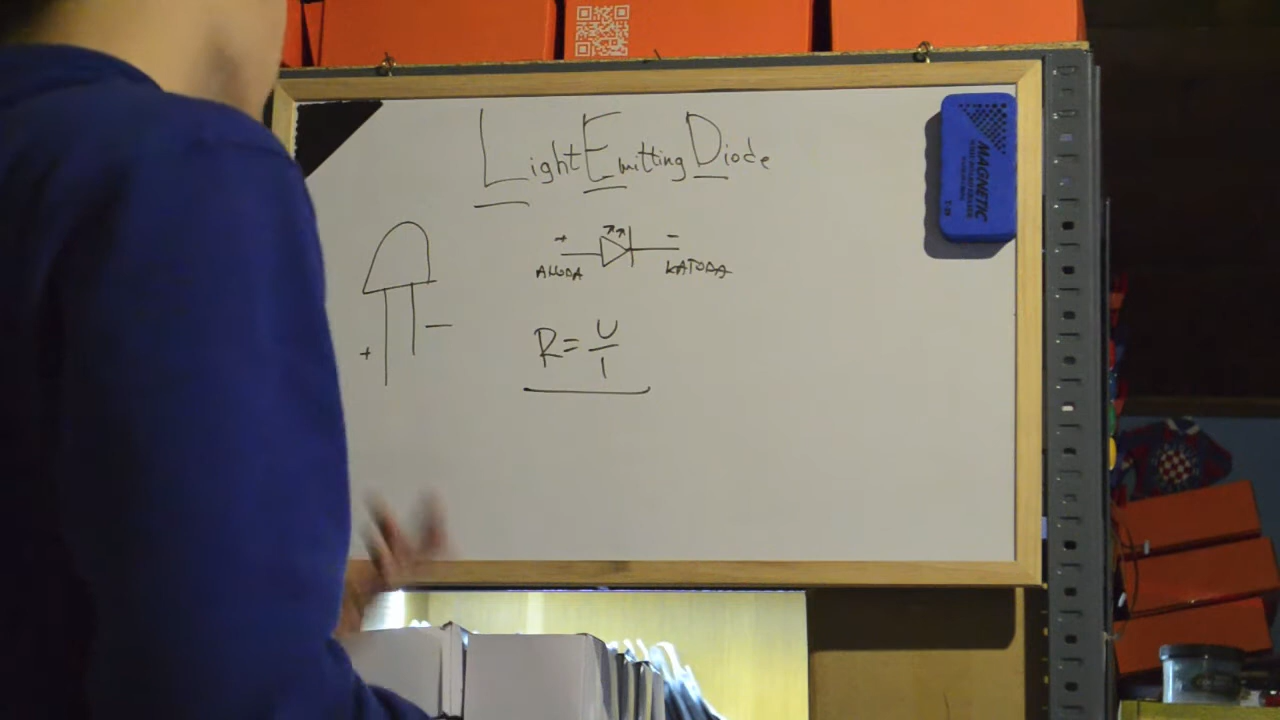 Light Emitting Diode
+ -
ANODA KATODA
+ -
R = U/I
MAGNETIC